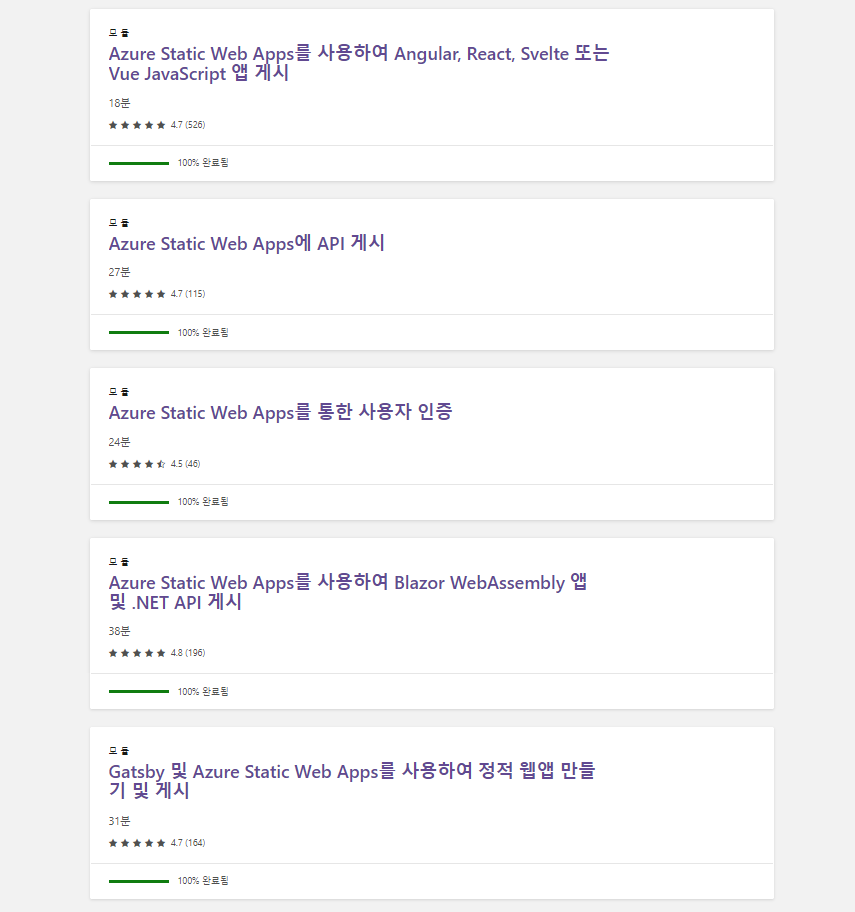 모듈
Azure Static Web Apps를 사용하여 Angular, React, Svelte 또는
Vue JavaScript 앱 게시
18분
4.7 (526)
100% 완료됨
모듈
Azure Static Web Apps에 API 게시
27분
4.7 (115)
100% 완료됨
모듈
Azure Static Web Apps를 통한 사용자 인증
24분
4.5 (46)
100% 완료됨
모듈
Azure Static Web Apps를 사용하여 Blazor WebAssembly 앱
및 .NET API 게시
38분
4.8 (196)
100% 완료됨
모듈
Gatsby 및 Azure Static Web Apps를 사용하여 정적 웹앱 만들
기 및 게시
31분
4.7 (164)
100% 완료됨